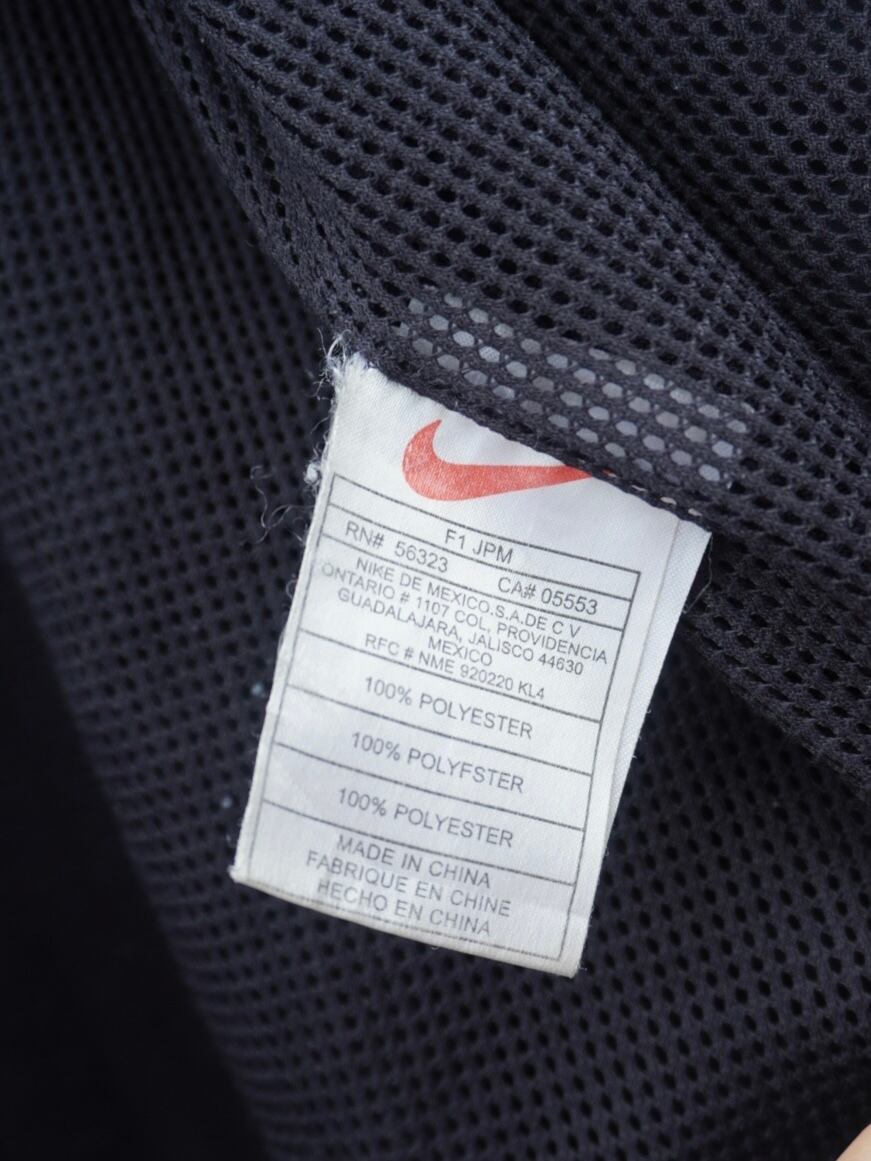 F1 JPM
RN# 56323 CA# 05553
NIKE DE MEXICO.S.A.DE C V
ONTARIO # 1107 COL, PROVIDENCIA
GUADALAJARA, JALISCO 44630
MEXICO
RFC # NME 920220 KL4
100% POLYESTER
100% POLYFSTER
100% POLYESTER
MADE IN CHINA
FABRIQUE EN CHINE
HECHO EN CHINA